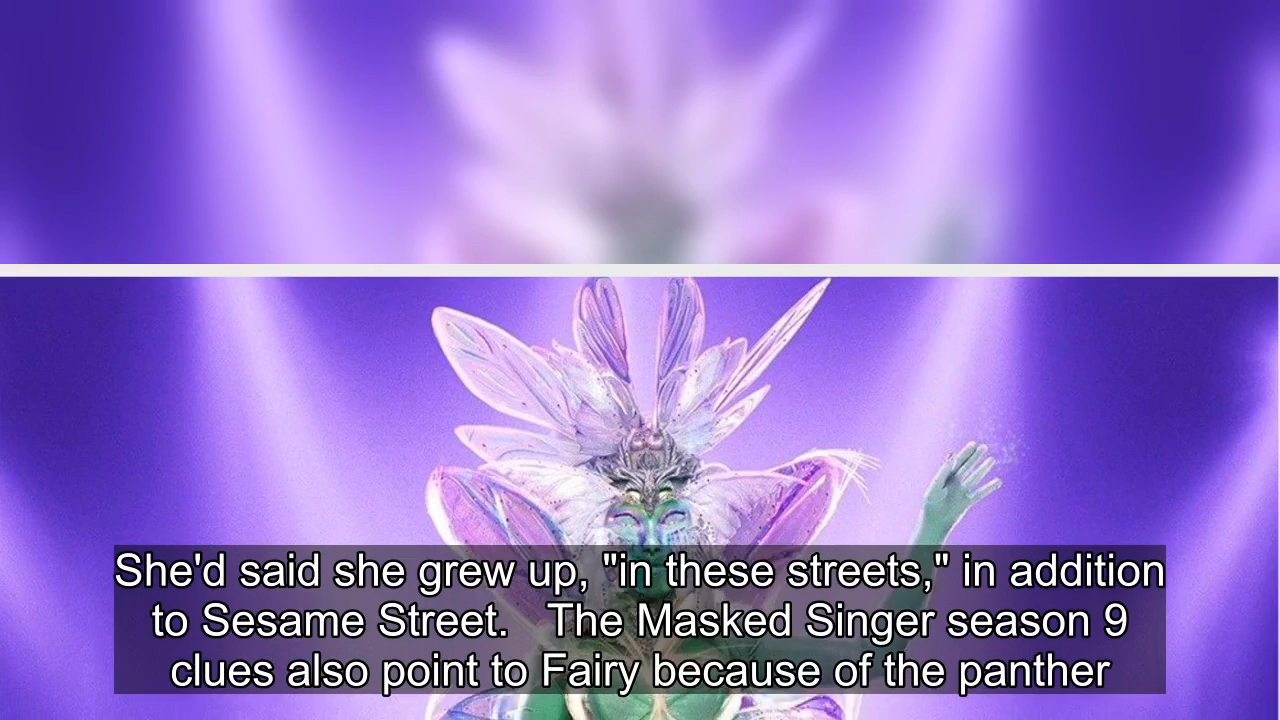 She'd said she grew up, "in these streets," in addition
to Sesame Street.   The Masked Singer season 9
clues also point to Fairy because of the panther